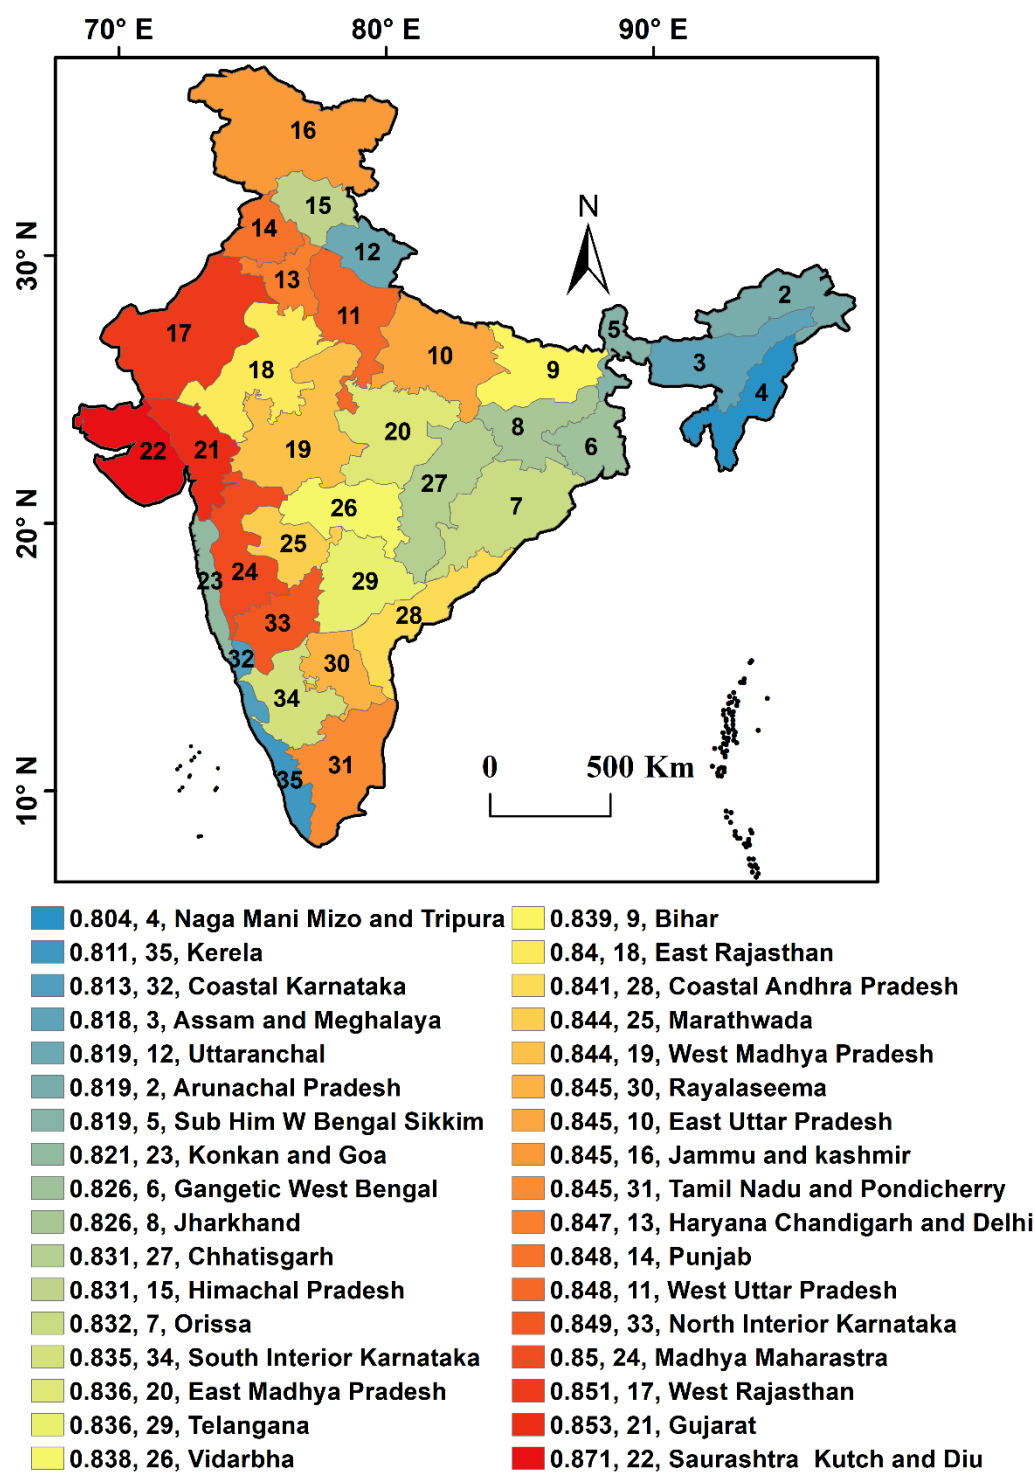 70° E 80° E 90° E
30° N
20° N
10° N
N
16
15
14
12
13
2
17
11
5
10
3
18
9
4
20
8
19
6
22
21
27
26
7
25
24
23
29
28
33
32
30
34
31
35
0 500 Km
0.804, 4, Naga Mani Mizo and Tripura
0.811, 35, Kerela
0.813, 32, Coastal Karnataka
0.818, 3, Assam and Meghalaya
0.819, 12, Uttaranchal
0.819, 2, Arunachal Pradesh
0.819, 5, Sub Him W Bengal Sikkim
0.821, 23, Konkan and Goa
0.826, 6, Gangetic West Bengal
0.826, 8, Jharkhand
0.831, 27, Chhatisgarh
0.831, 15, Himachal Pradesh
0.832, 7, Orissa
0.835, 34, South Interior Karnataka
0.836, 20, East Madhya Pradesh
0.836, 29, Telangana
0.838, 26, Vidarbha
0.839, 9, Bihar
0.84, 18, East Rajasthan
0.841, 28, Coastal Andhra Pradesh
0.844, 25, Marathwada
0.844, 19, West Madhya Pradesh
0.845, 30, Rayalaseema
0.845, 10, East Uttar Pradesh
0.845, 16, Jammu and kashmir
0.845, 31, Tamil Nadu and Pondicherry
0.847, 13, Haryana Chandigarh and Delhi
0.848, 14, Punjab
0.848, 11, West Uttar Pradesh
0.849, 33, North Interior Karnataka
0.85, 24, Madhya Maharastra
0.851, 17, West Rajasthan
0.853, 21, Gujarat
0.871, 22, Saurashtra Kutch and Diu